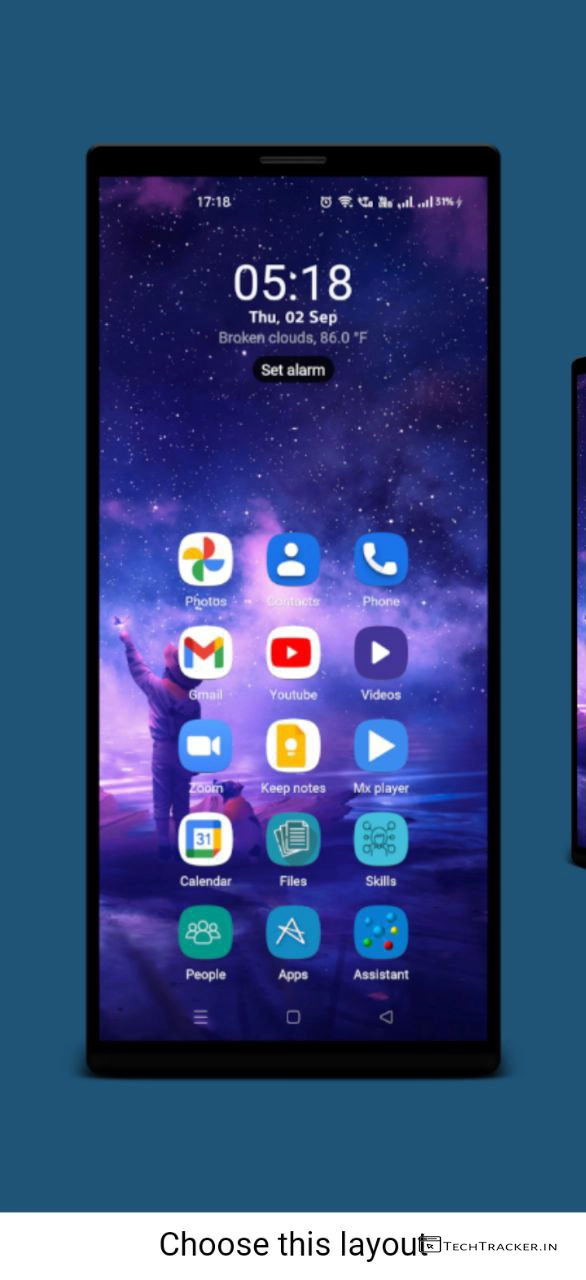 17:18
31%
05:18
Thu, 02 Sep
Broken clouds, 86.0 °F
Set alarm
Photos Contacts Phone
Gmail Youtube Videos
Zoom Keep notes Mx player
31
Calendar Files Skills
People Apps Assistant
Choose this layout
TECHTRACKER.IN